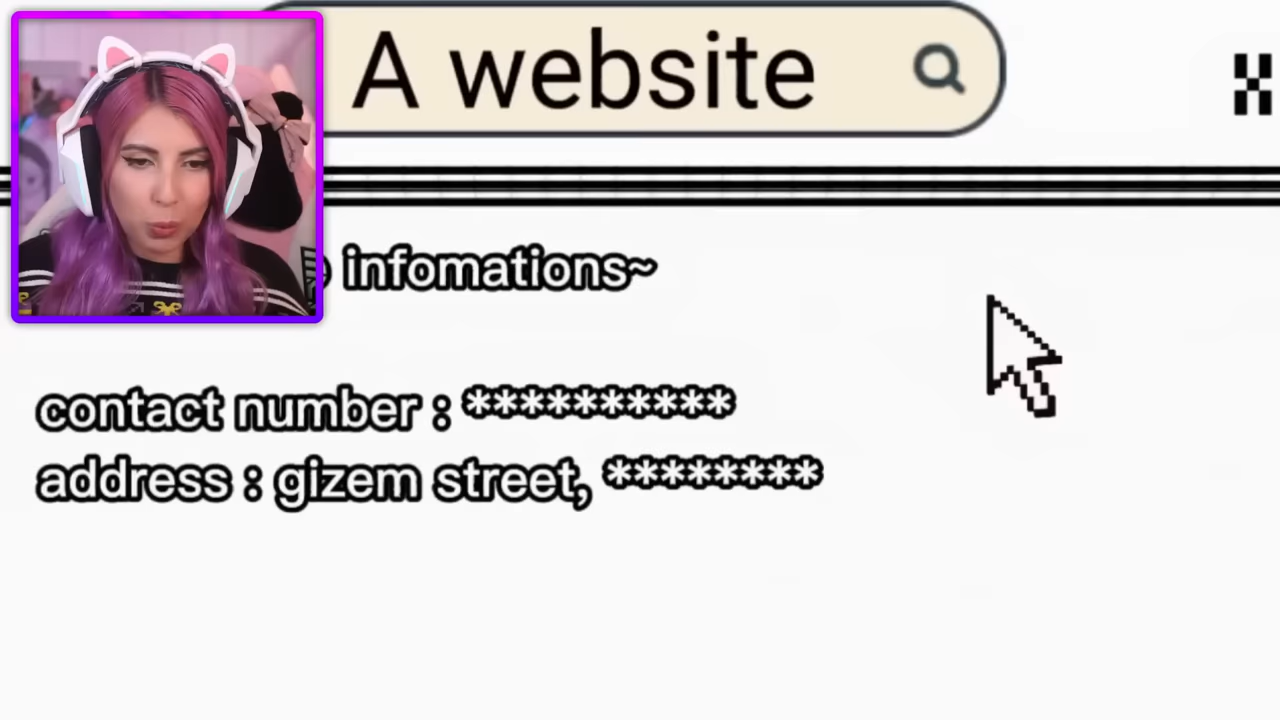 A website
infomations~
contact number : **********
address : gizem street, ********